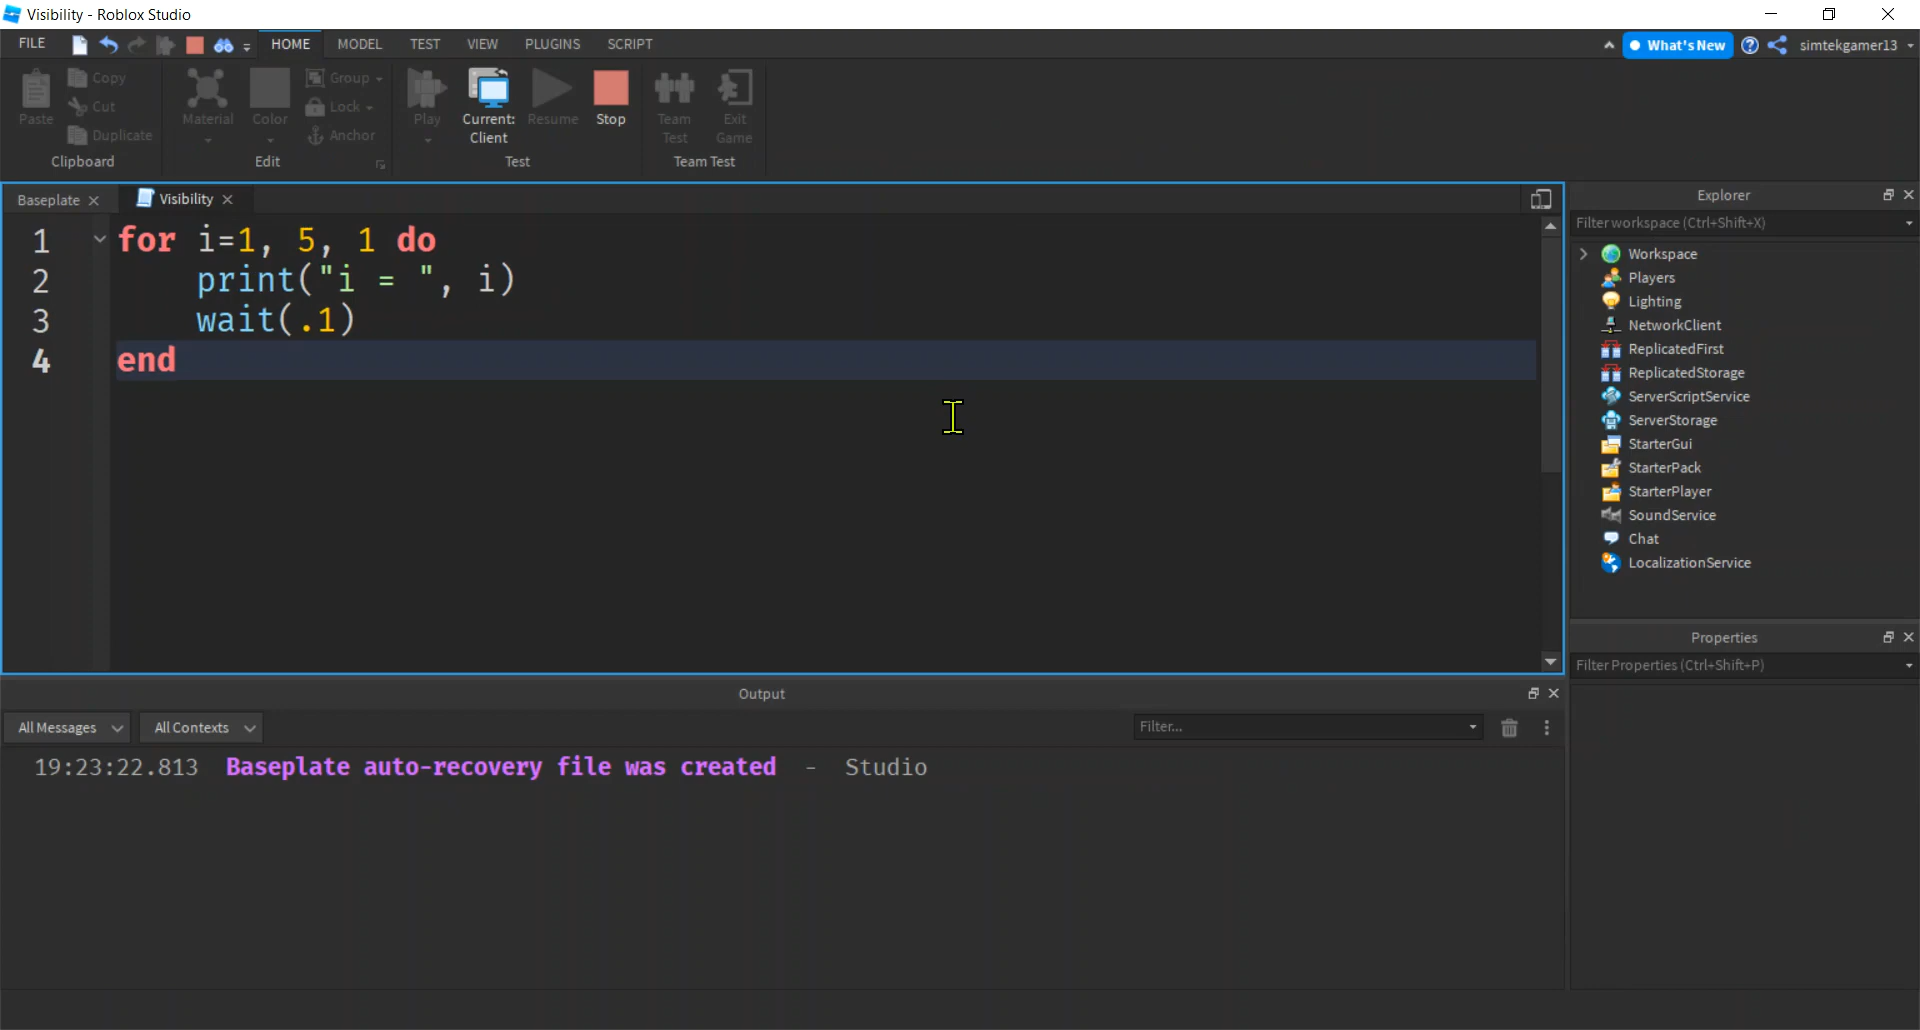 Visibility - Roblox Studio
FILE HOME MODEL TEST VIEW PLUGINS SCRIPT What's New simtekgamer13
Paste
Copy
Cut
Duplicate
Clipboard
Material
Color
Group
Lock
Anchor
Edit
Play
Current:
Client
Resume
Stop
Test
Team
Test
Exit
Game
Team Test
Baseplate Visibility
1 for i=1, 5, 1 do
2 print("i = ", i)
3 wait(.1)
4 end
Explorer
Filter workspace (Ctrl+Shift+X)
Workspace
Players
Lighting
NetworkClient
ReplicatedFirst
ReplicatedStorage
ServerScriptService
ServerStorage
StarterGui
StarterPack
StarterPlayer
SoundService
Chat
LocalizationService
Properties
Filter Properties (Ctrl+Shift+P)
Output
All Messages All Contexts Filter...
19:23:22.813 Baseplate auto-recovery file was created - Studio